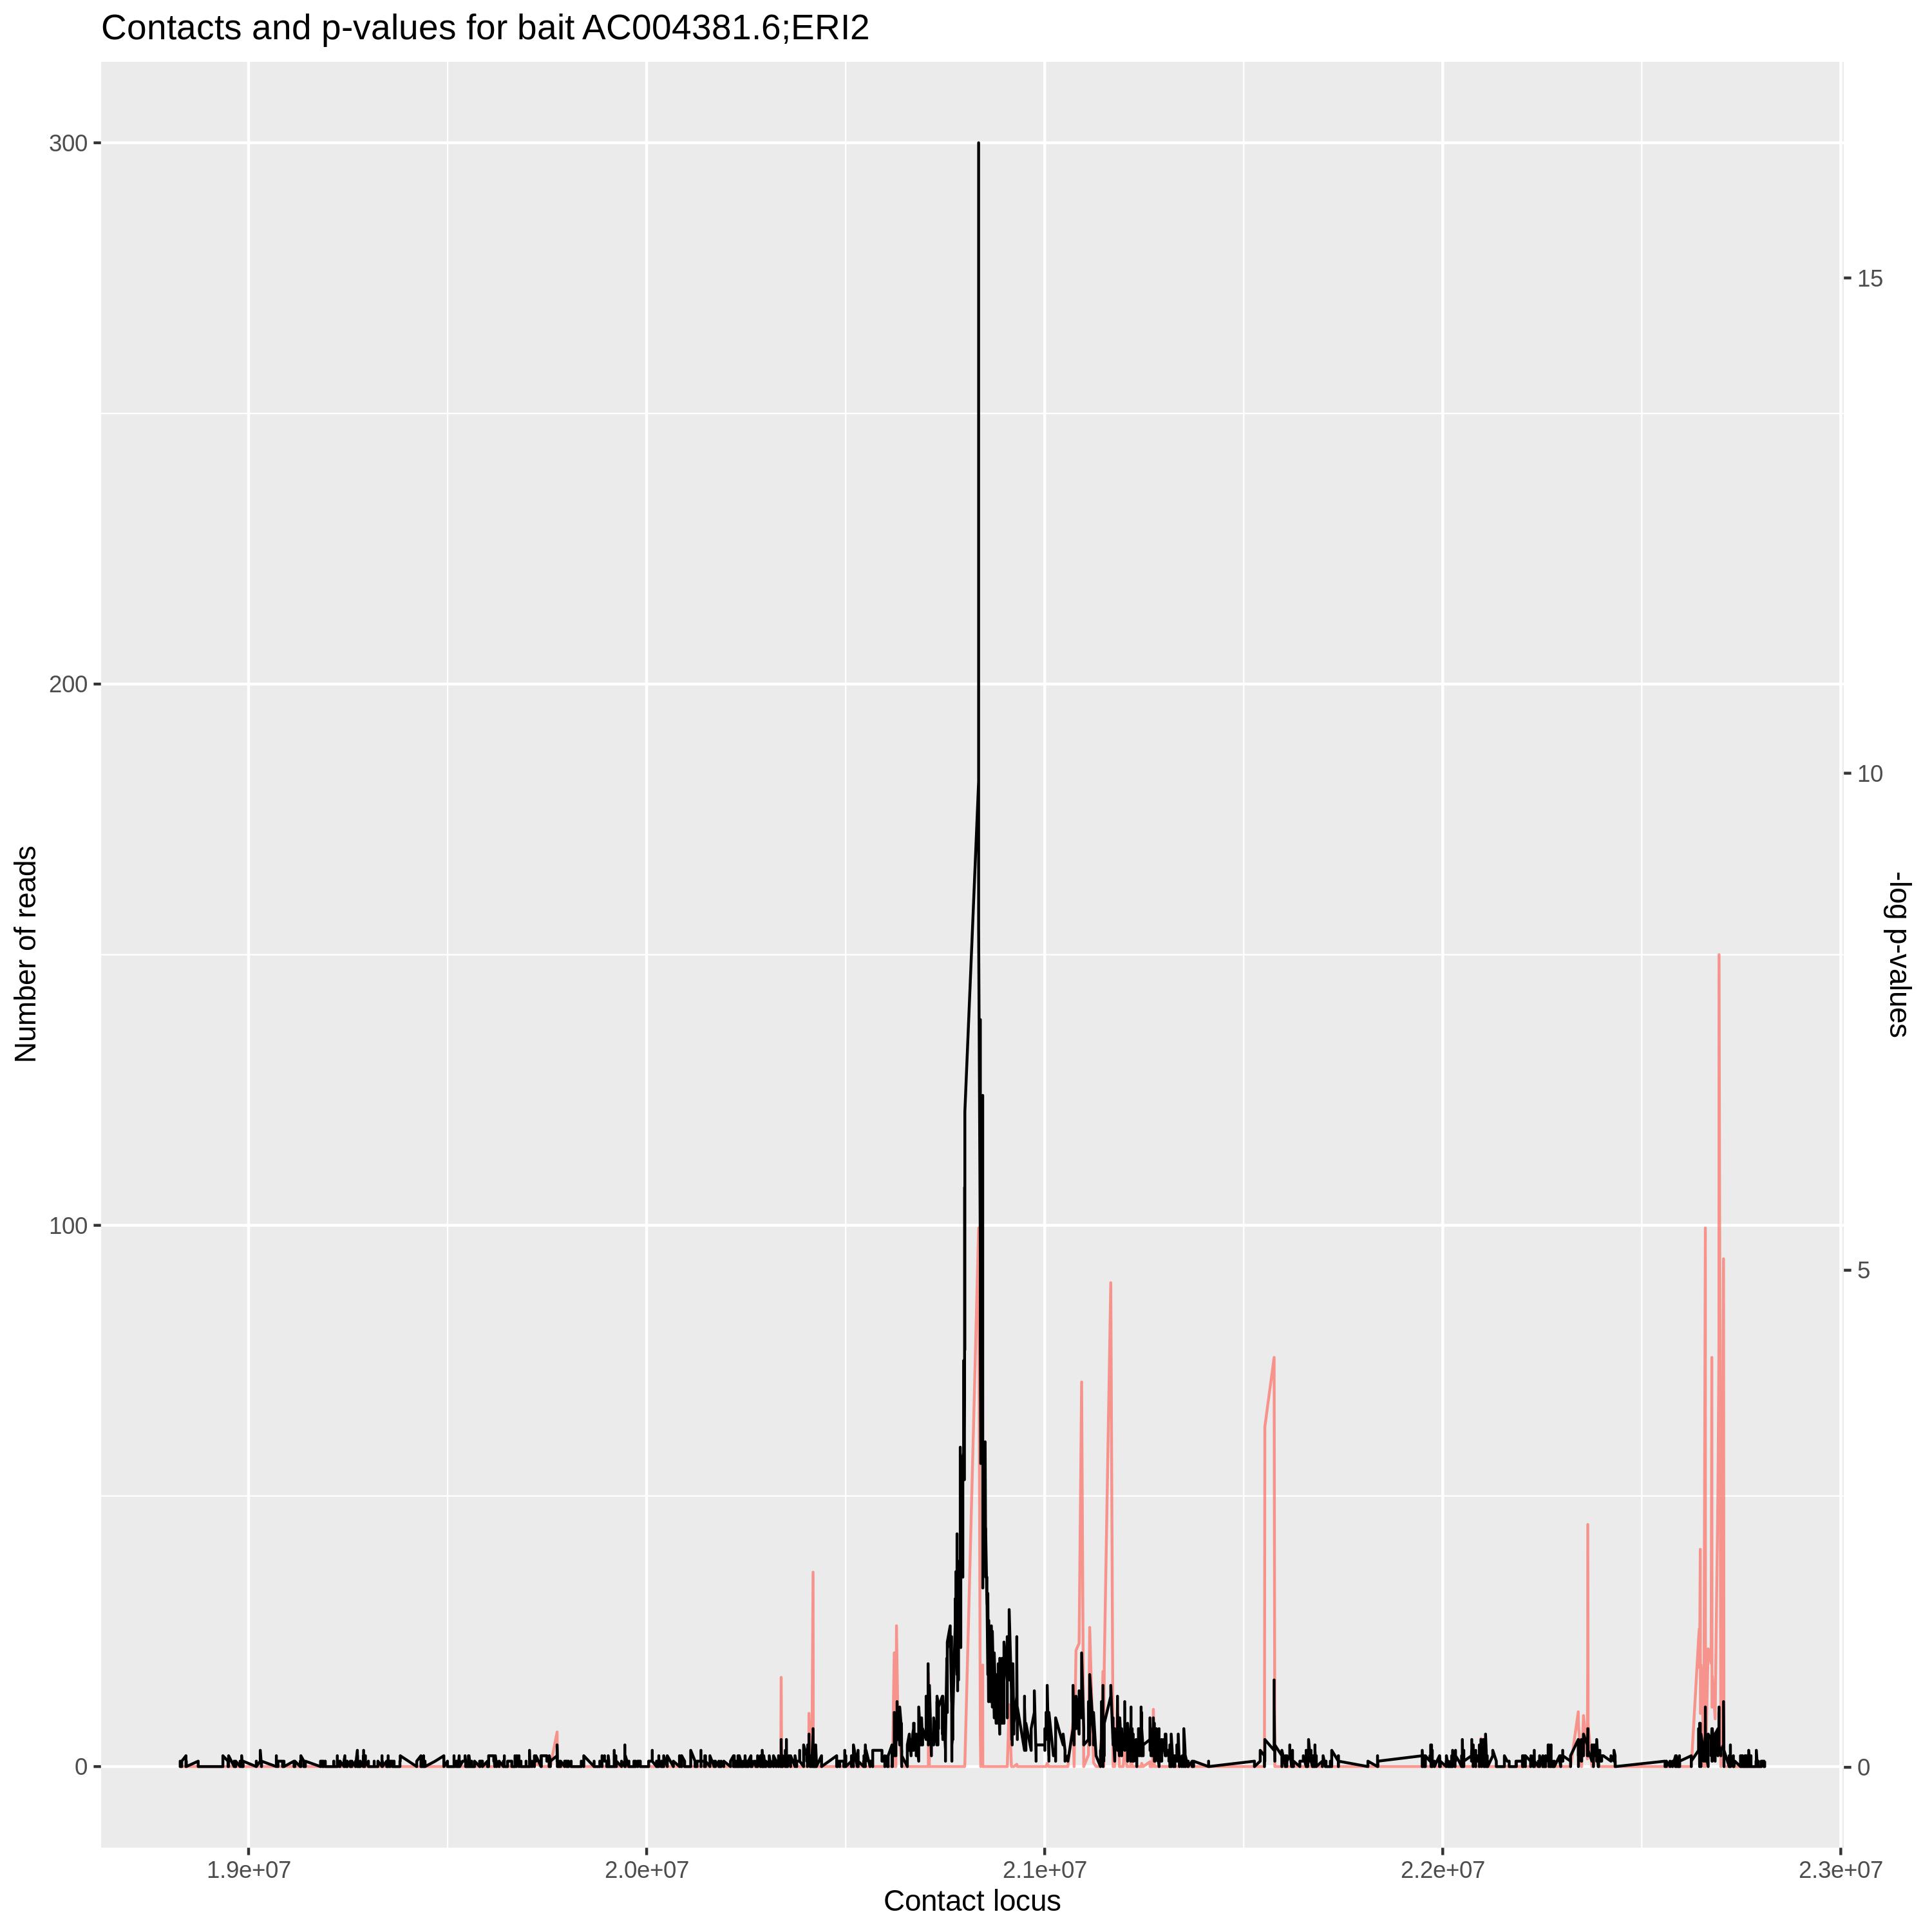 Contacts and p-values for bait AC004381.6;ERI2
300
200
100
0
Number of reads
15
10
5
0
-log p-values
1.9e+07 2.0e+07 2.1e+07 2.2e+07 2.3e+07
Contact locus